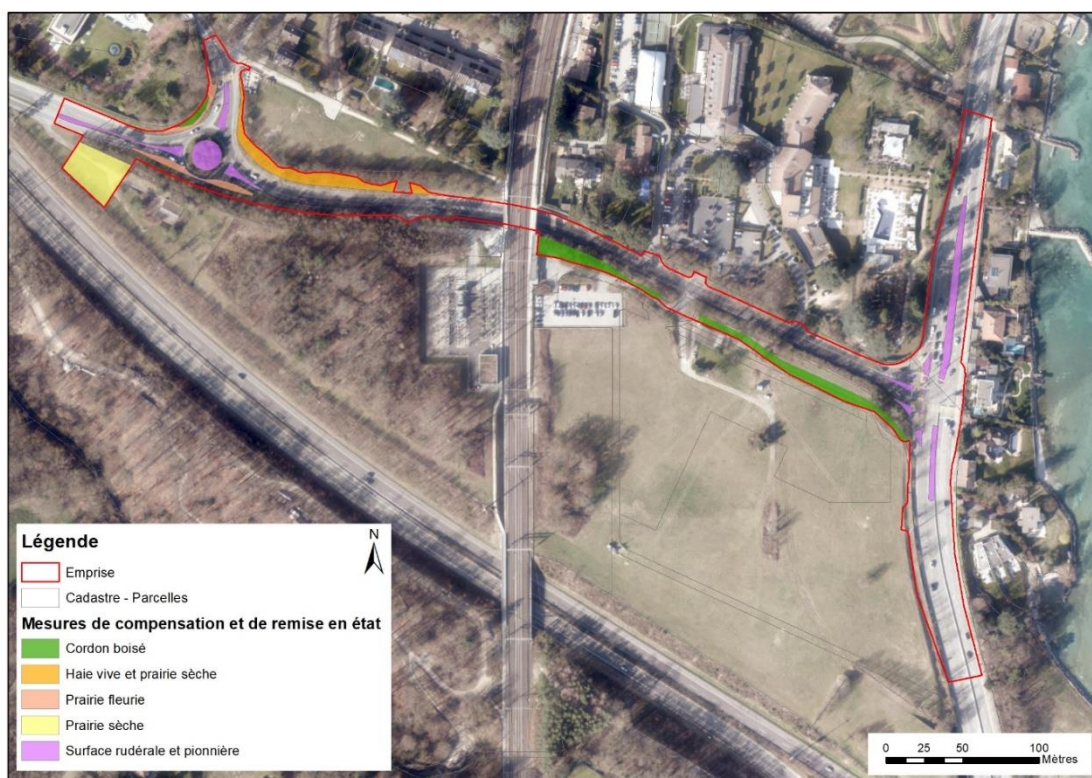 Légende
N
Emprise
Cadastre - Parcelles
Mesures de compensation et de remise en état
Cordon boisé
Haie vive et prairie sèche
Prairie fleurie
Prairie sèche
Surface rudérale et pionnière
0 25 50 100
Mètres